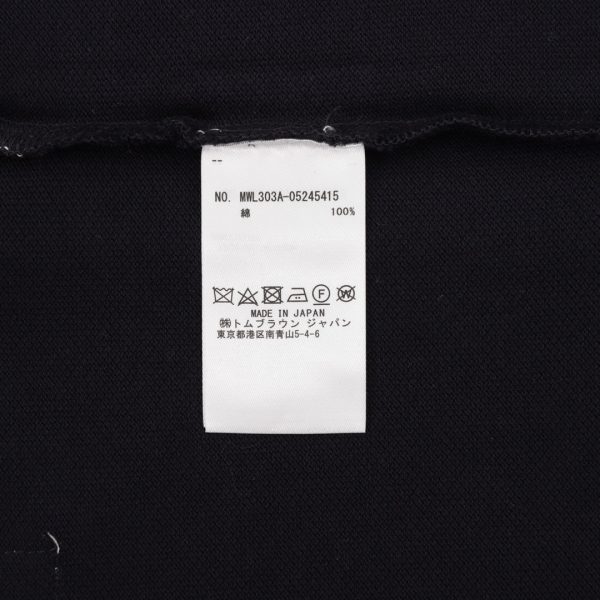 --
NO. MWL303A-05245415
綿 100%
F W
MADE IN JAPAN
㈱トムブラウン ジャパン
東京都港区南青山5-4-6